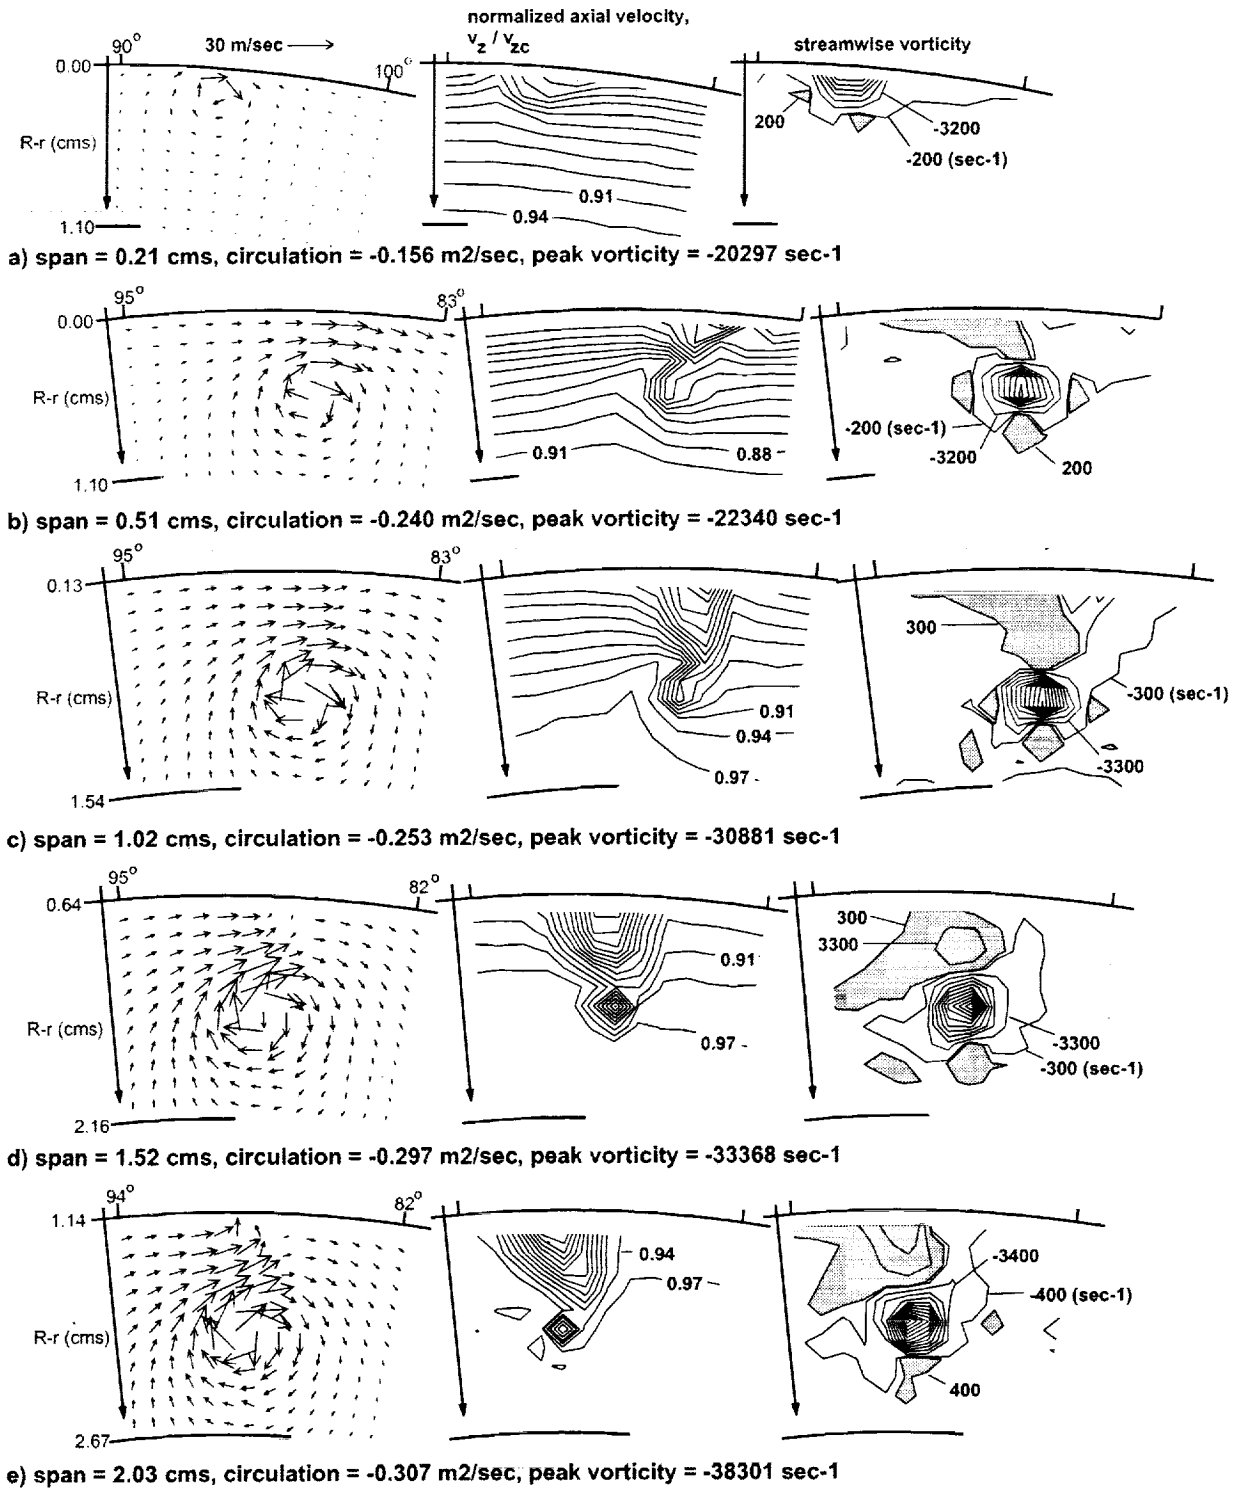 normalized axial velocity,
v_z / v_zc
90° 30 m/sec
streamwise vorticity
0.00
100°
R-r (cms)
200
-3200
-200 (sec-1)
0.91
0.94
1.10
a) span = 0.21 cms, circulation = -0.156 m2/sec, peak vorticity = -20297 sec-1
95°
83°
0.00
R-r (cms)
0.91
0.88
-200 (sec-1)
-3200
200
1.10
b) span = 0.51 cms, circulation = -0.240 m2/sec, peak vorticity = -22340 sec-1
95°
83°
0.13
300
R-r (cms)
-300 (sec-1)
0.91
0.94
0.97
-3300
1.54
c) span = 1.02 cms, circulation = -0.253 m2/sec, peak vorticity = -30881 sec-1
95°
82°
0.64
300
3300
0.91
R-r (cms)
0.97
-3300
-300 (sec-1)
2.16
d) span = 1.52 cms, circulation = -0.297 m2/sec, peak vorticity = -33368 sec-1
94°
82°
1.14
0.94
0.97
-3400
-400 (sec-1)
R-r (cms)
400
2.67
e) span = 2.03 cms, circulation = -0.307 m2/sec, peak vorticity = -38301 sec-1